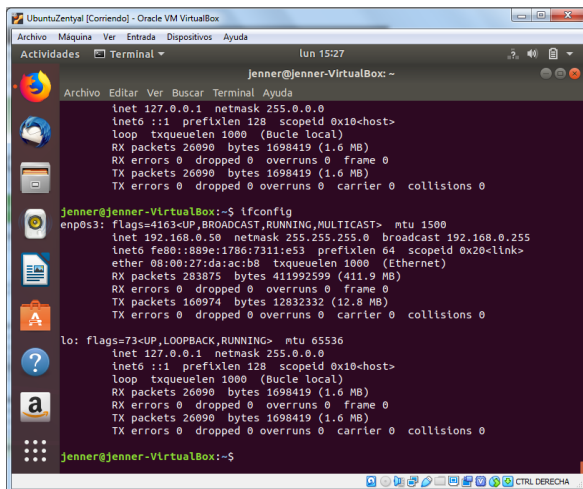 UbuntuZentyal [Corriendo] - Oracle VM VirtualBox
Archivo Máquina Ver Entrada Dispositivos Ayuda
Actividades Terminal lun 15:27
jenner@jenner-VirtualBox: ~
Archivo Editar Ver Buscar Terminal Ayuda
inet 127.0.0.1 netmask 255.0.0.0
inet6 ::1 prefixlen 128 scopeid 0x10<host>
loop txqueuelen 1000 (Bucle local)
RX packets 26090 bytes 1698419 (1.6 MB)
RX errors 0 dropped 0 overruns 0 frame 0
TX packets 26090 bytes 1698419 (1.6 MB)
TX errors 0 dropped 0 overruns 0 carrier 0 collisions 0
jenner@jenner-VirtualBox:~$ ifconfig
enp0s3: flags=4163<UP,BROADCAST,RUNNING,MULTICAST> mtu 1500
inet 192.168.0.50 netmask 255.255.255.0 broadcast 192.168.0.255
inet6 fe80::889e:1786:7311:e53 prefixlen 64 scopeid 0x20<link>
ether 08:00:27:da:ac:b8 txqueuelen 1000 (Ethernet)
RX packets 283875 bytes 411992599 (411.9 MB)
RX errors 0 dropped 0 overruns 0 frame 0
TX packets 160974 bytes 12832332 (12.8 MB)
TX errors 0 dropped 0 overruns 0 carrier 0 collisions 0
lo: flags=73<UP,LOOPBACK,RUNNING> mtu 65536
inet 127.0.0.1 netmask 255.0.0.0
inet6 ::1 prefixlen 128 scopeid 0x10<host>
loop txqueuelen 1000 (Bucle local)
RX packets 26090 bytes 1698419 (1.6 MB)
RX errors 0 dropped 0 overruns 0 frame 0
TX packets 26090 bytes 1698419 (1.6 MB)
TX errors 0 dropped 0 overruns 0 carrier 0 collisions 0
jenner@jenner-VirtualBox:~$
CTRL DERECHA